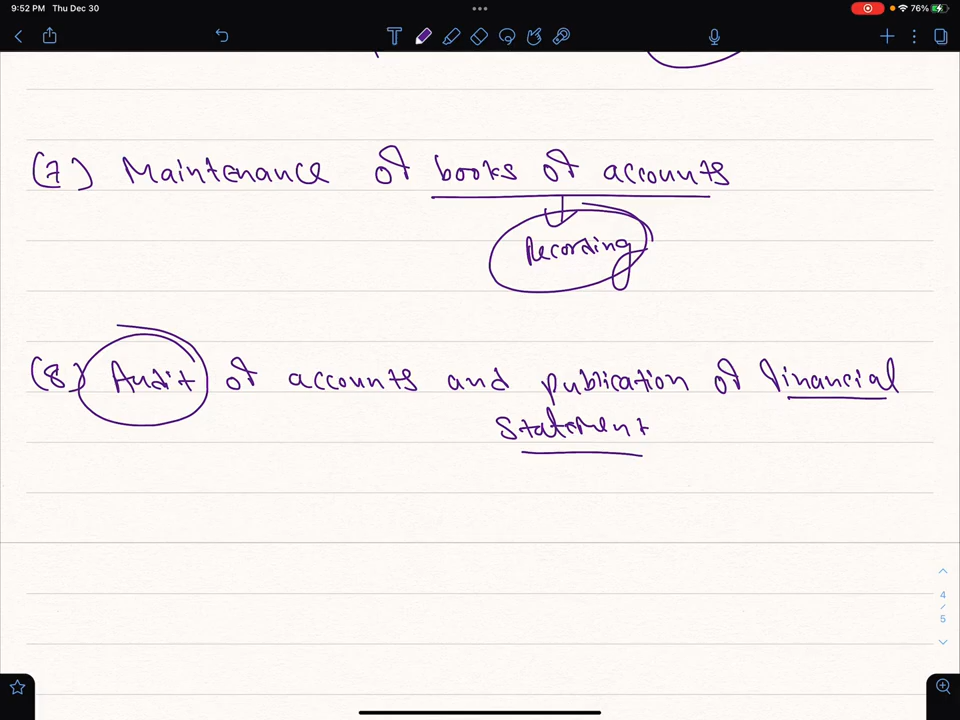 9:52 PM Thu Dec 30
76%
(7) Maintenance of books of accounts
Recording
(8) Audit of accounts and publication of financial
statement
4
/
5